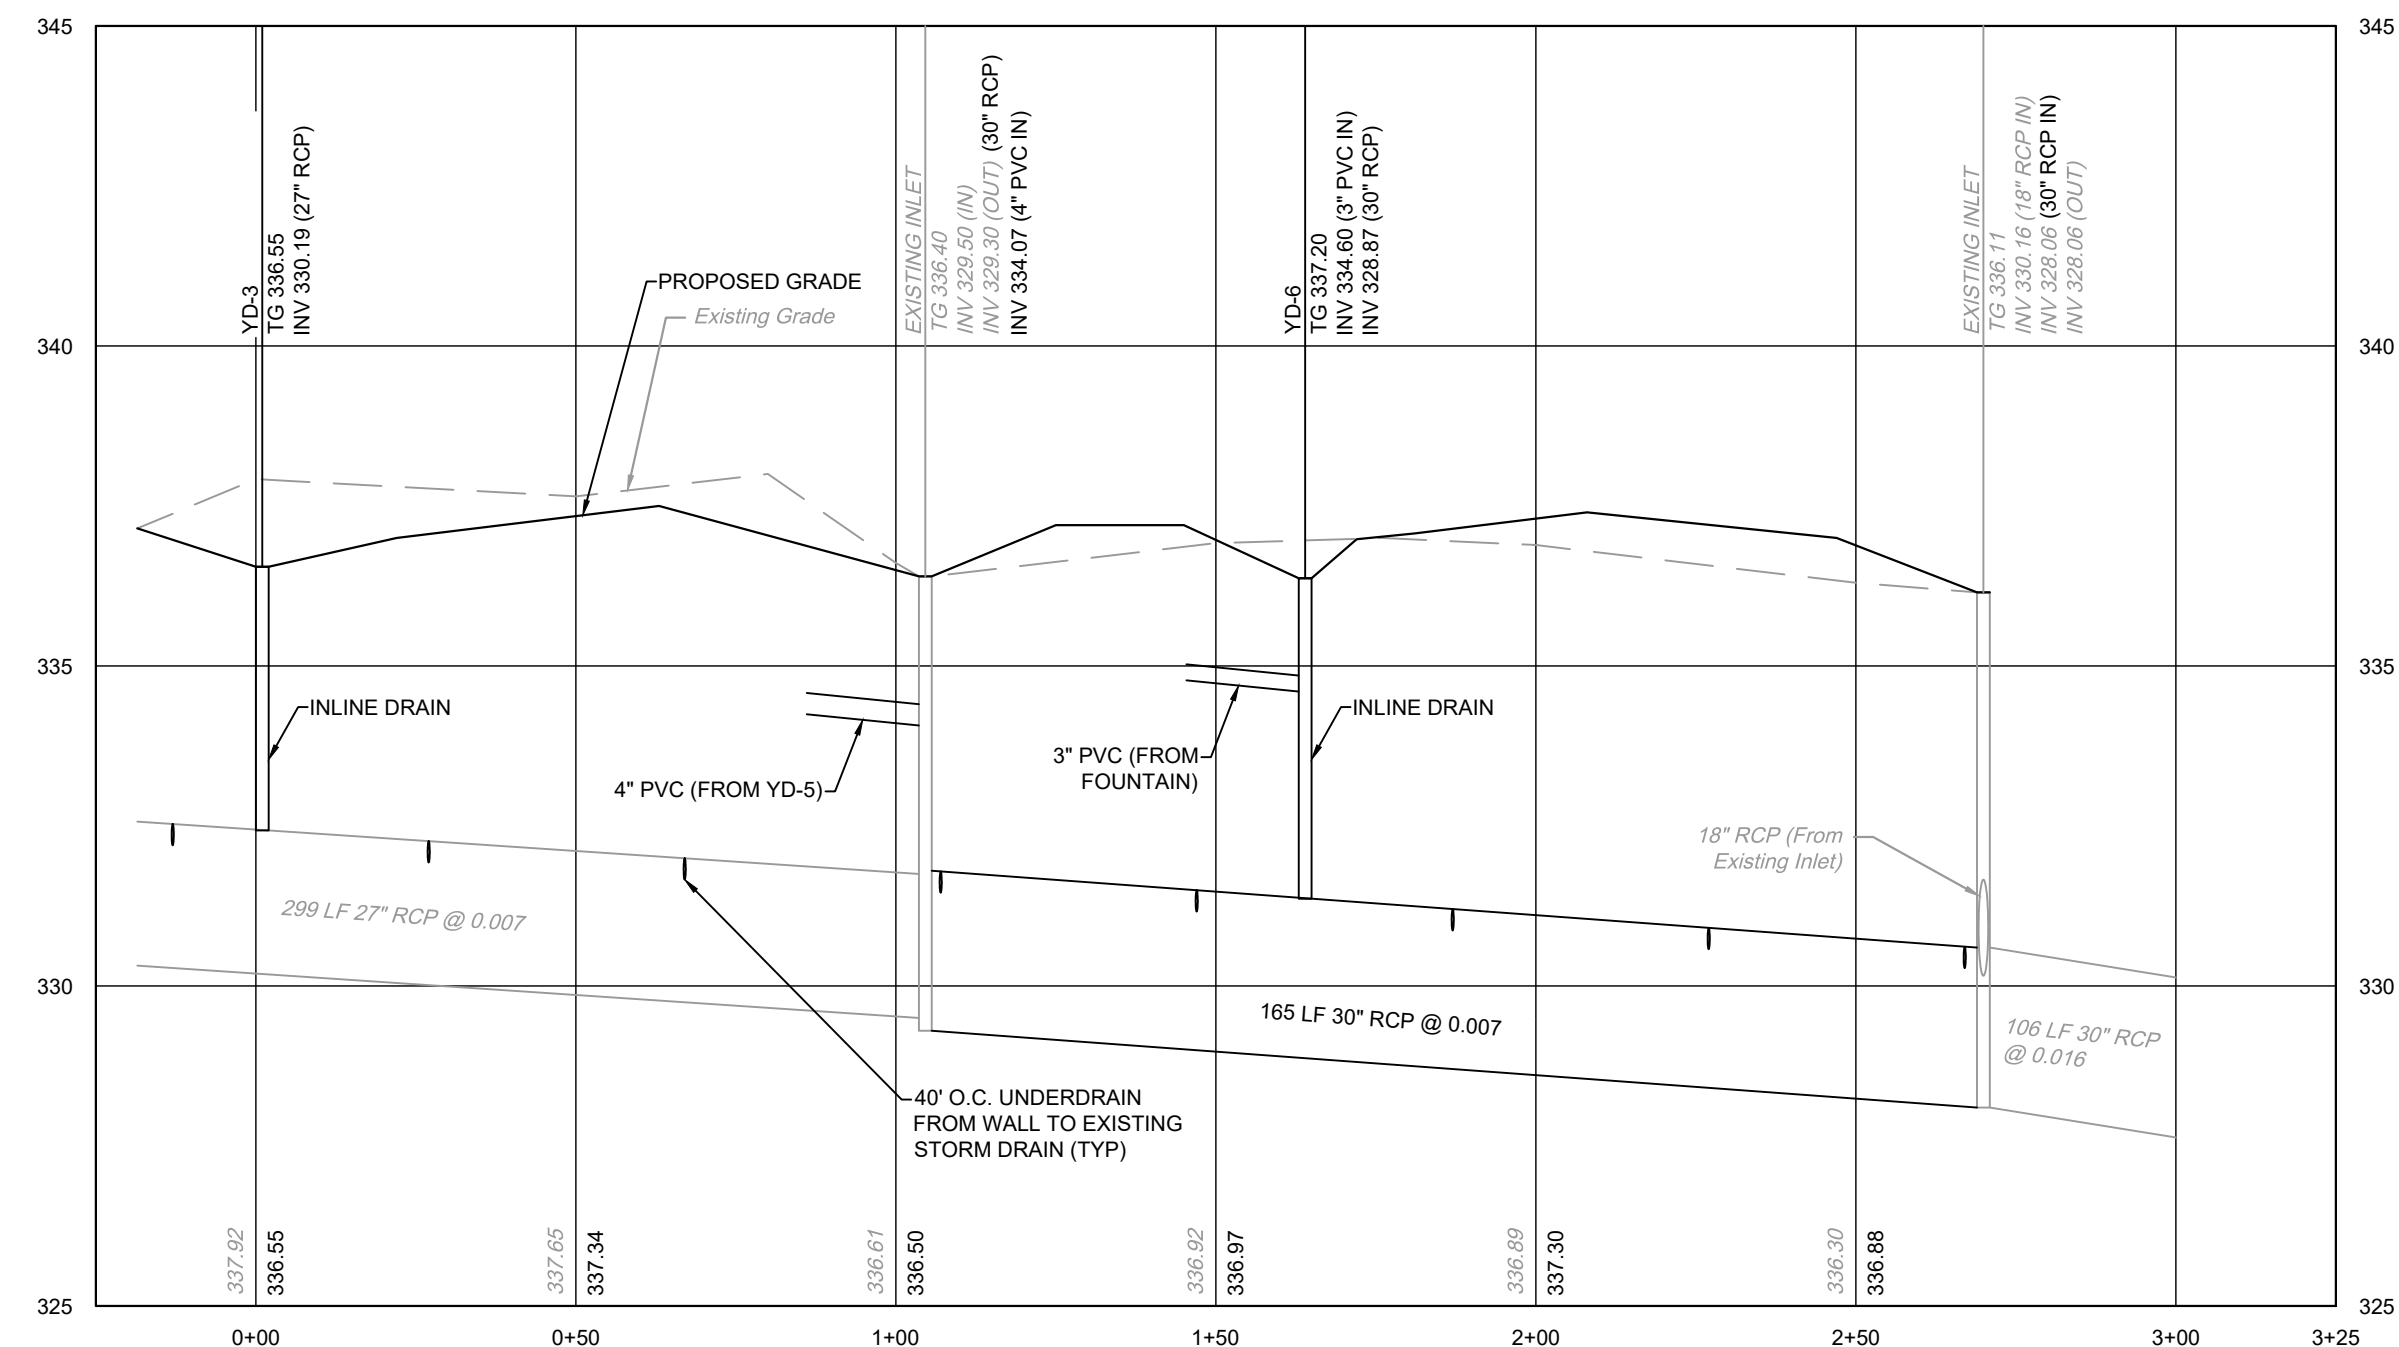 345
345
YD-3
TG 336.55
INV 330.19 (27" RCP)
EXISTING INLET
TG 336.40
INV 329.50 (IN)
INV 329.30 (OUT) (30" RCP)
INV 334.07 (4" PVC IN)
YD-6
TG 337.20
INV 334.60 (3" PVC IN)
INV 328.87 (30" RCP)
EXISTING INLET
TG 336.11
INV 330.16 (18" RCP IN)
INV 328.06 (30" RCP IN)
INV 328.06 (OUT)
PROPOSED GRADE
Existing Grade
340
340
335
335
INLINE DRAIN
4" PVC (FROM YD-5)
3" PVC (FROM
FOUNTAIN)
INLINE DRAIN
18" RCP (From
Existing Inlet)
299 LF 27" RCP @ 0.007
330
330
165 LF 30" RCP @ 0.007
106 LF 30" RCP
@ 0.016
40' O.C. UNDERDRAIN
FROM WALL TO EXISTING
STORM DRAIN (TYP)
337.92
336.55
337.65
337.34
336.61
336.50
336.92
336.97
336.89
337.30
336.30
336.88
325
325
0+00
0+50
1+00
1+50
2+00
2+50
3+00
3+25